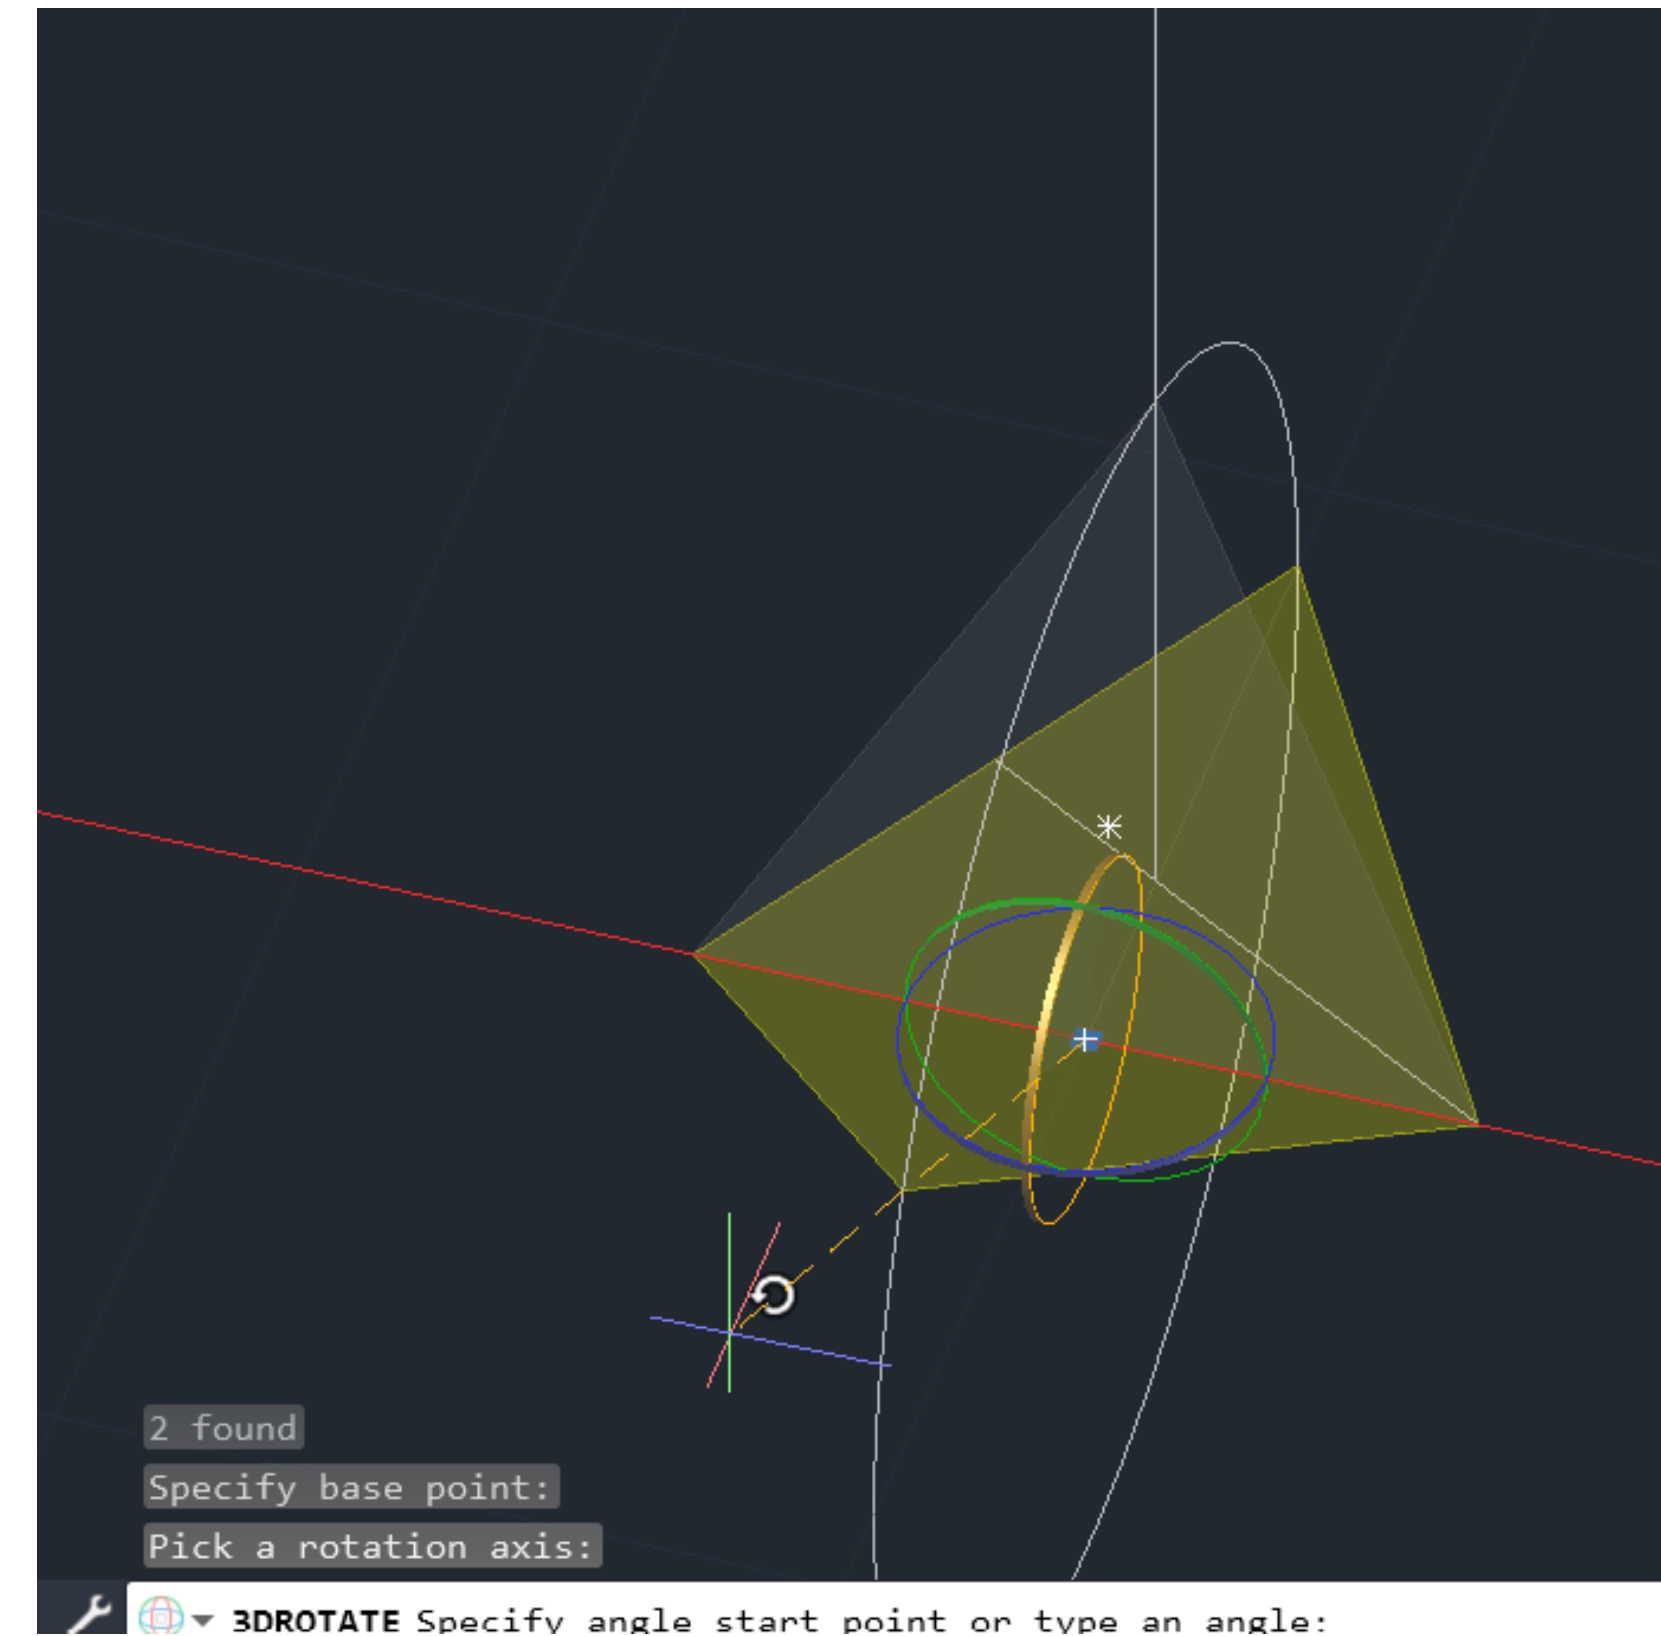 2 found
Specify base point:
Pick a rotation axis:
3DROTATE Specify angle start point or type an angle: